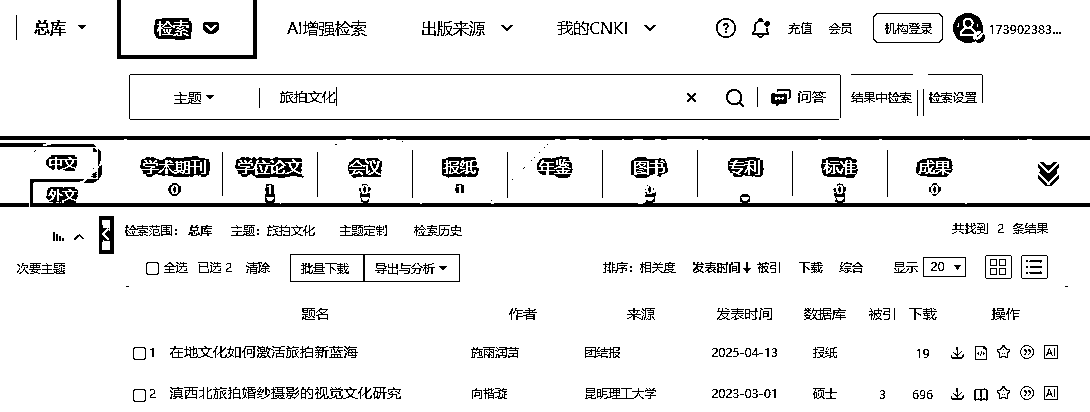 总库 检索 AI增强检索 出版来源 我的CNKI 充值 会员 机构登录 173902383...
主题 旅拍文化 × 问答 结果中检索 检索设置
中文 学术期刊 学位论文 会议 报纸 年鉴 图书 专利 标准 成果
外文 0 1 0 1 0 0 0
检索范围：总库 主题：旅拍文化 主题定制 检索历史 共找到 2 条结果
次要主题 全选 已选 2 清除 批量下载 导出与分析 排序：相关度 发表时间↓ 被引 下载 综合 显示 20
题名 作者 来源 发表时间 数据库 被引 下载 操作
1 在地文化如何激活旅拍新蓝海 施雨润茵 团结报 2025-04-13 报纸 19 AI
2 滇西北旅拍婚纱摄影的视觉文化研究 向楷璇 昆明理工大学 2023-03-01 硕士 3 696 AI